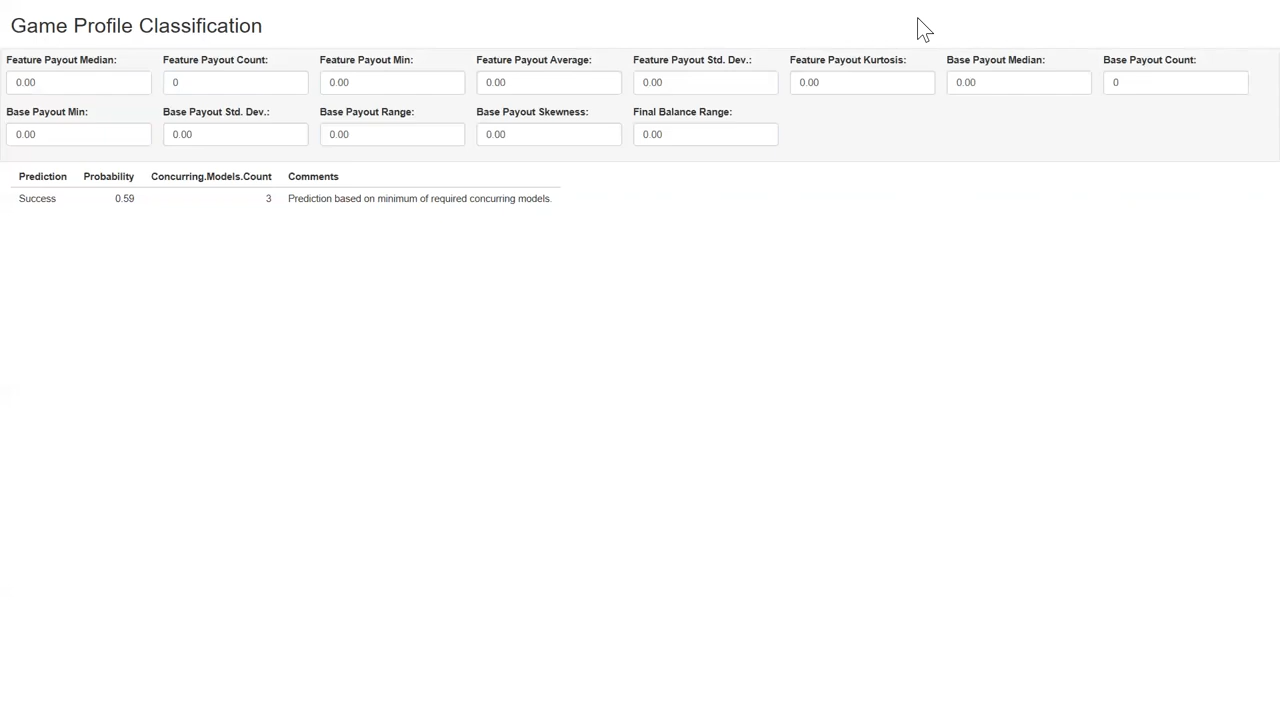 Game Profile Classification
Feature Payout Median: Feature Payout Count: Feature Payout Min: Feature Payout Average: Feature Payout Std. Dev.: Feature Payout Kurtosis: Base Payout Median: Base Payout Count:
0.00 0 0.00 0.00 0.00 0.00 0.00 0
Base Payout Min: Base Payout Std. Dev.: Base Payout Range: Base Payout Skewness: Final Balance Range:
0.00 0.00 0.00 0.00 0.00
Prediction Probability Concurring.Models.Count Comments
Success 0.59 3 Prediction based on minimum of required concurring models.